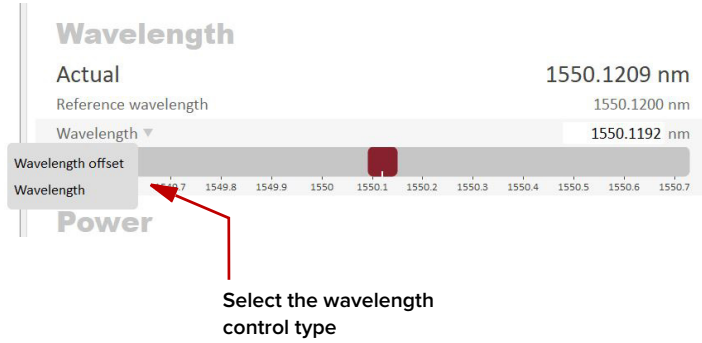 Wavelength
Actual 1550.1209 nm
Reference wavelength 1550.1200 nm
Wavelength 1550.1192 nm
Wavelength offset
Wavelength
1549.7 1549.8 1549.9 1550 1550.1 1550.2 1550.3 1550.4 1550.5 1550.6 1550.7
Power
Select the wavelength
control type